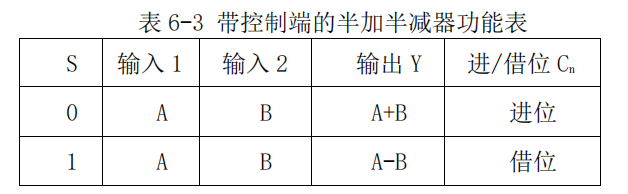 表 6-3 带控制端的半加半减器功能表
S 输入 1 输入 2 输出 Y 进/借位 Cn
0 A B A+B 进位
1 A B A-B 借位